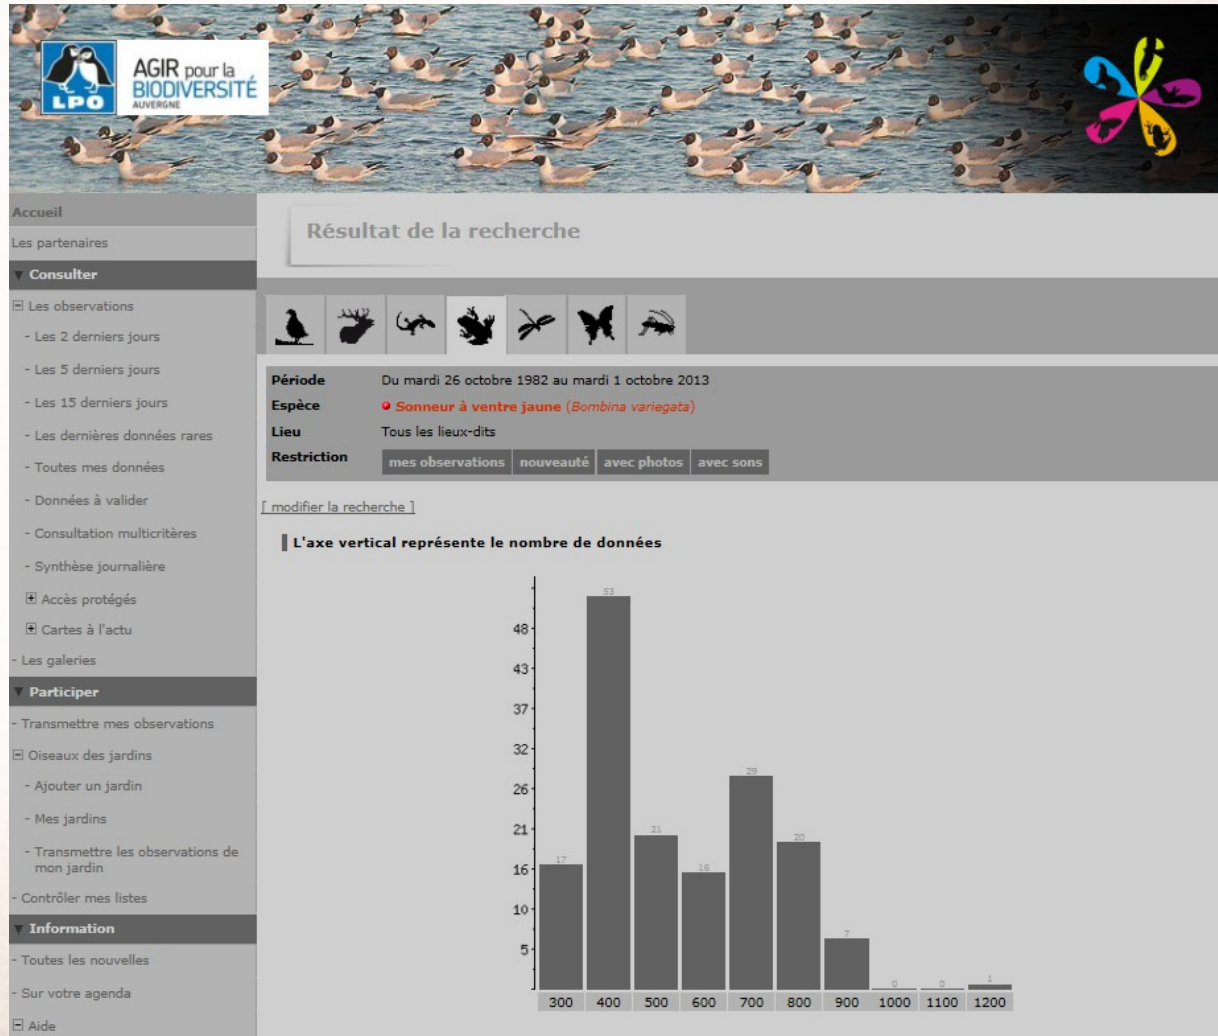 LPO
AGIR pour la
BIODIVERSITÉ
AUVERGNE
Accueil
Les partenaires
Consulter
Les observations
- Les 2 derniers jours
- Les 5 derniers jours
- Les 15 derniers jours
- Les dernières données rares
- Toutes mes données
- Données à valider
- Consultation multicritères
- Synthèse journalière
Accès protégés
Cartes à l'actu
- Les galeries
Participer
- Transmettre mes observations
Oiseaux des jardins
- Ajouter un jardin
- Mes jardins
- Transmettre les observations de
mon jardin
- Contrôler mes listes
Information
- Toutes les nouvelles
- Sur votre agenda
Aide
Résultat de la recherche
Période Du mardi 26 octobre 1982 au mardi 1 octobre 2013
Espèce Sonneur à ventre jaune (Bombina variegata)
Lieu Tous les lieux-dits
Restriction mes observations nouveauté avec photos avec sons
[ modifier la recherche ]
L'axe vertical représente le nombre de données
53
48
43
37
32
29
26
21
21 20
17 16
16
10
7
5
0 0 1
300 400 500 600 700 800 900 1000 1100 1200